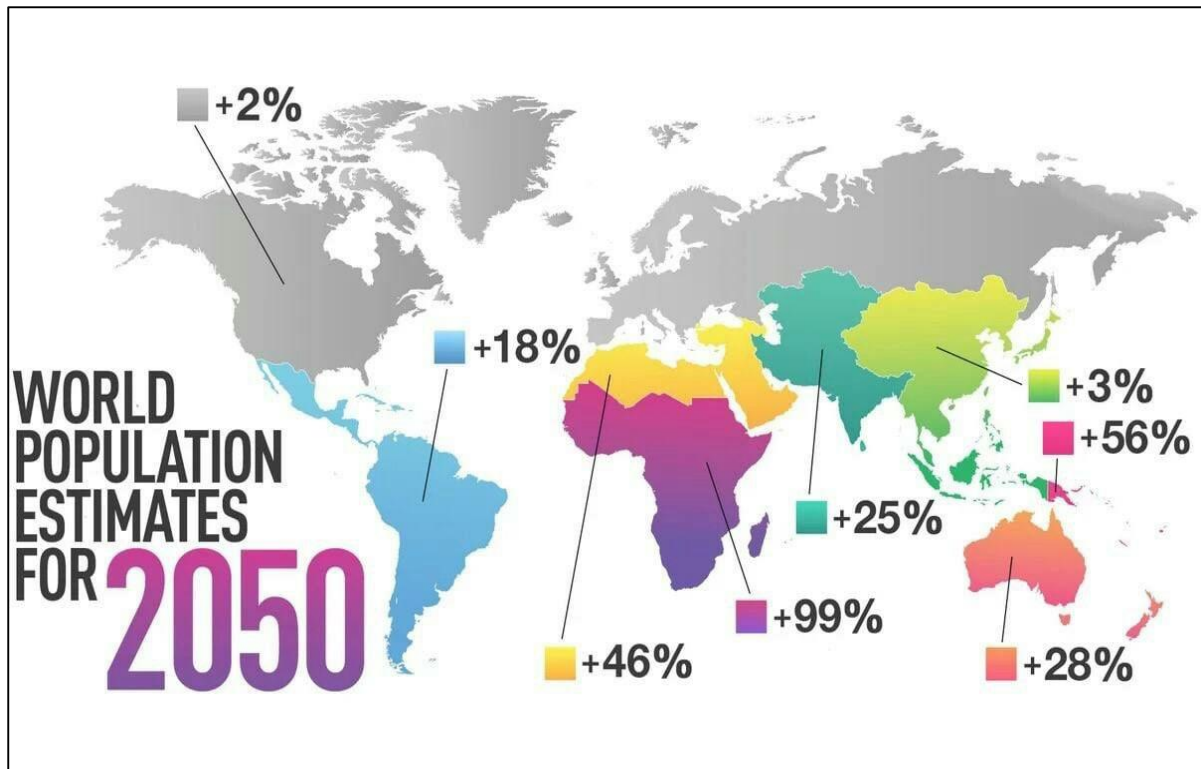 +2%
+18%
WORLD
POPULATION
ESTIMATES
FOR 2050
+3%
+56%
+25%
+99%
+46%
+28%